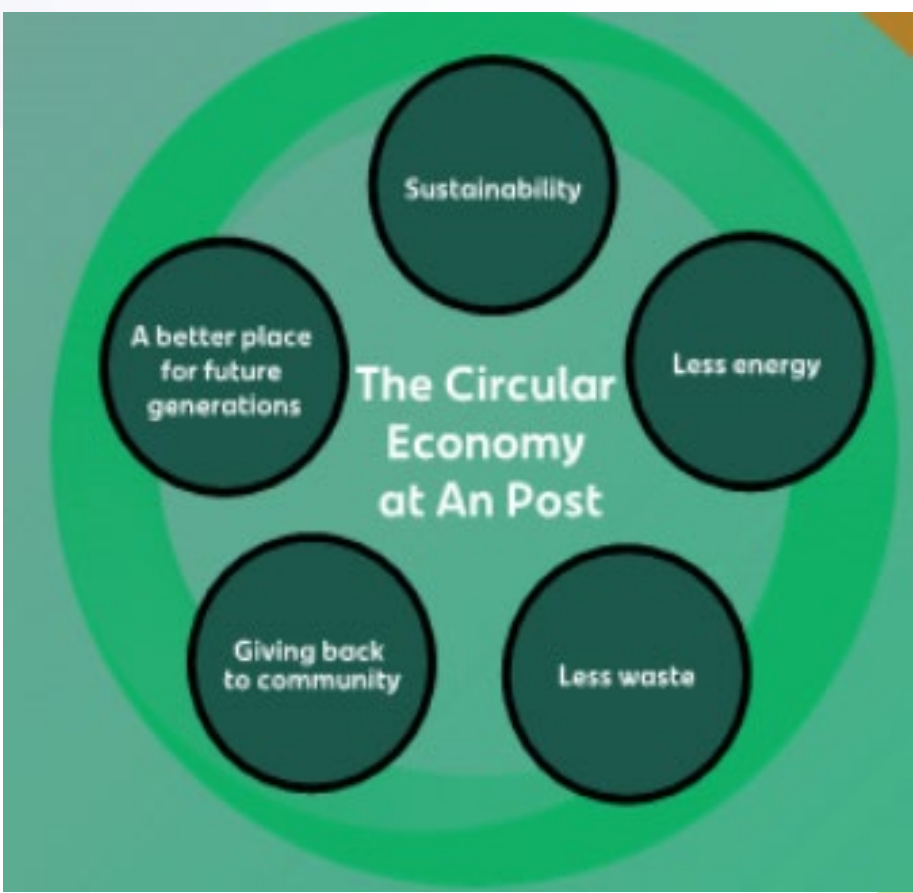 Sustainability
Less energy
Less waste
Giving back
to community
A better place
for future
generations
The Circular
Economy
at An Post